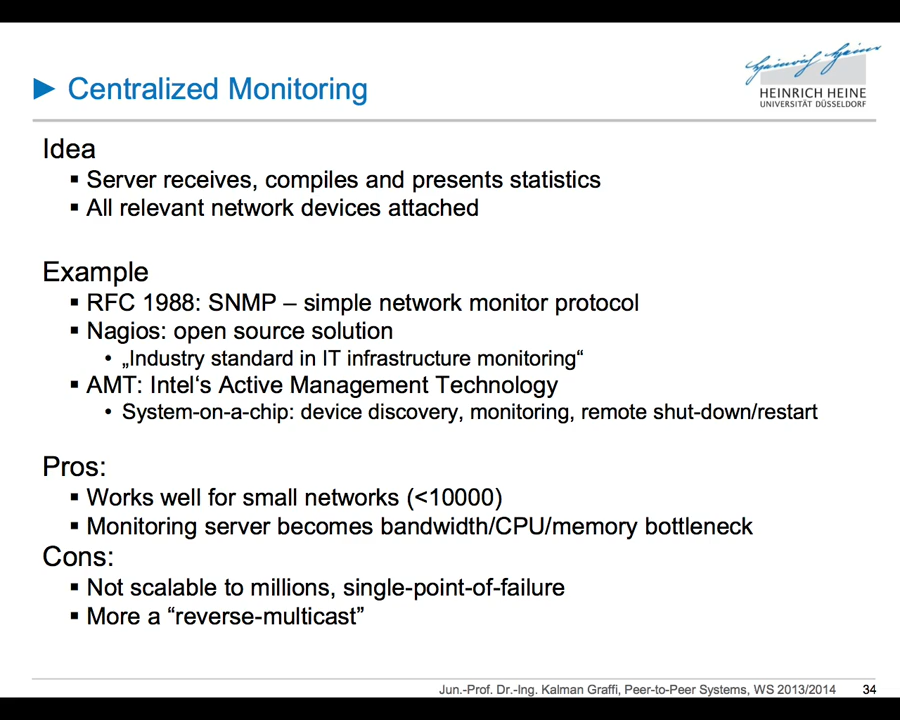 Heinrich Heine
HEINRICH HEINE
UNIVERSITÄT DÜSSELDORF
► Centralized Monitoring
Idea
▪ Server receives, compiles and presents statistics
▪ All relevant network devices attached
Example
▪ RFC 1988: SNMP – simple network monitor protocol
▪ Nagios: open source solution
• „Industry standard in IT infrastructure monitoring“
▪ AMT: Intel‘s Active Management Technology
• System-on-a-chip: device discovery, monitoring, remote shut-down/restart
Pros:
▪ Works well for small networks (<10000)
▪ Monitoring server becomes bandwidth/CPU/memory bottleneck
Cons:
▪ Not scalable to millions, single-point-of-failure
▪ More a “reverse-multicast”
Jun.-Prof. Dr.-Ing. Kalman Graffi, Peer-to-Peer Systems, WS 2013/2014 34